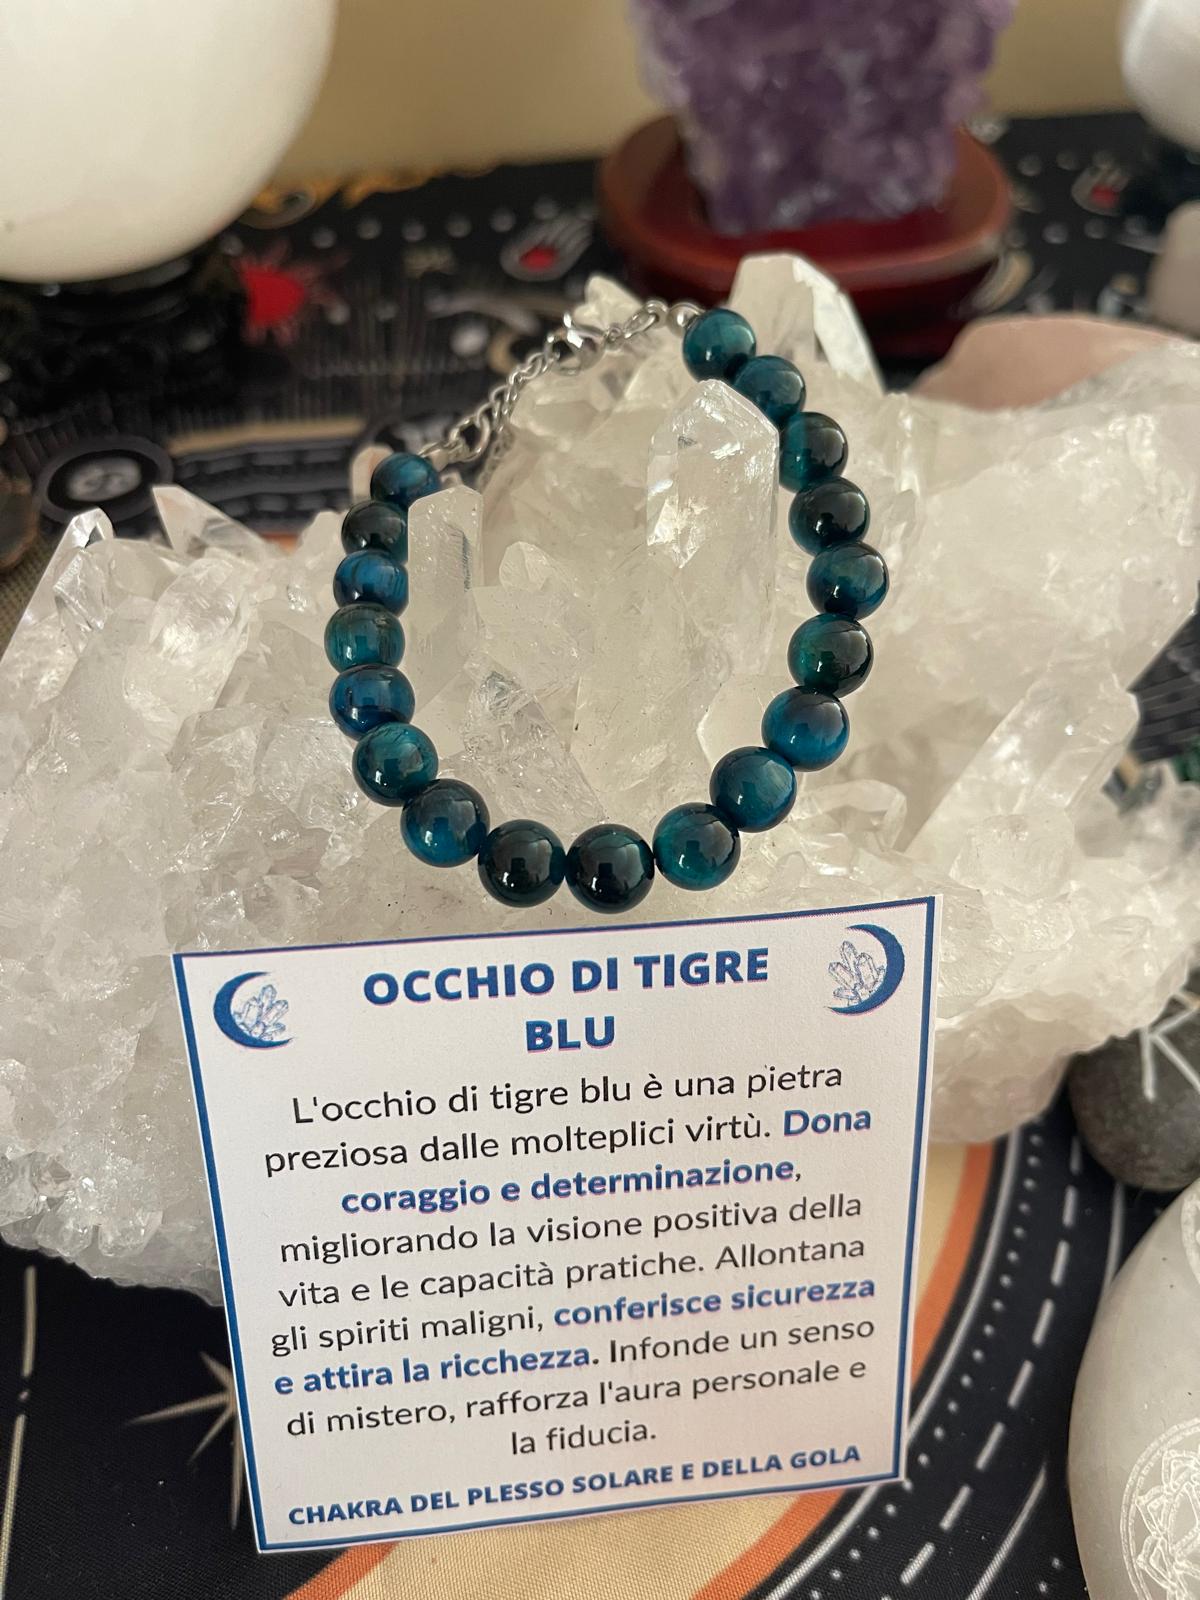 OCCHIO DI TIGRE
BLU
L'occhio di tigre blu è una pietra
preziosa dalle molteplici virtù. Dona
coraggio e determinazione,
migliorando la visione positiva della
vita e le capacità pratiche. Allontana
gli spiriti maligni, conferisce sicurezza
e attira la ricchezza. Infonde un senso
di mistero, rafforza l'aura personale e
la fiducia.
CHAKRA DEL PLESSO SOLARE E DELLA GOLA